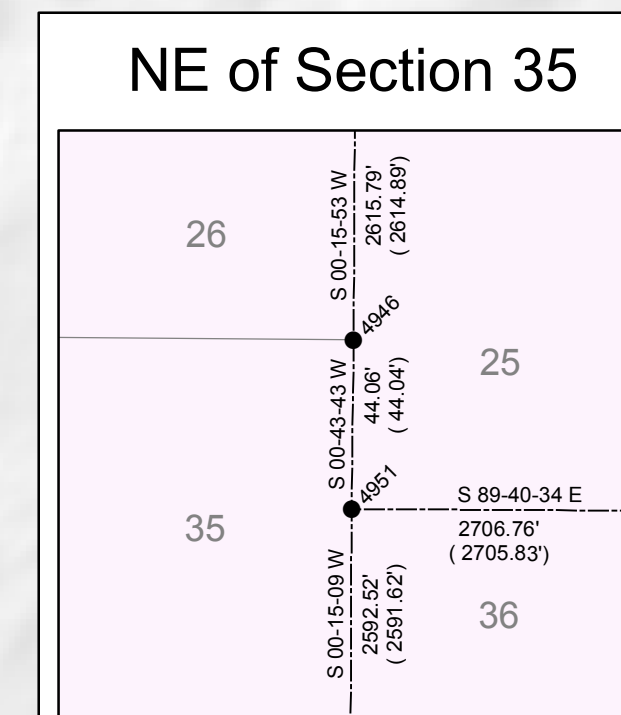 NE of Section 35
26
S 00-15-53 W
2615.79'
( 2614.89')
4946
25
S 00-43-43 W
44.06'
( 44.04')
4951
S 89-40-34 E
2706.76'
( 2705.83')
35
S 00-15-09 W
2592.52'
( 2591.62')
36